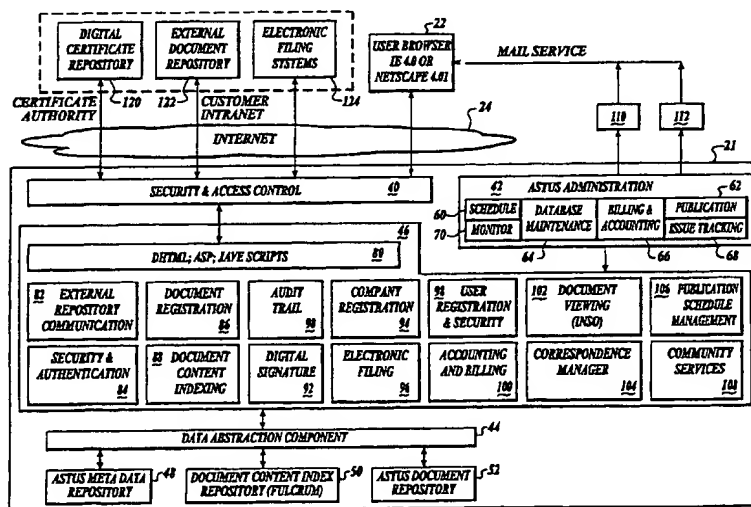 DIGITAL
CERTIFICATE
REPOSITORY
120
EXTERNAL
DOCUMENT
REPOSITORY
122
ELECTRONIC
FILING
SYSTEMS
124
22
USER BROWSER
IE 4.0 OR
NETSCAPE 4.01
MAIL SERVICE
CERTIFICATE
AUTHORITY
CUSTOMER
INTRANET
24
INTERNET
110
112
21
SECURITY & ACCESS CONTROL 40
42 ASTUS ADMINISTRATION 62
60 SCHEDULE
70 MONITOR
DATABASE
MAINTENANCE
64
BILLING &
ACCOUNTING
66
PUBLICATION
ISSUE TRACKING
68
46
DHTML; ASP; JAVE SCRIPTS 80
82 EXTERNAL
REPOSITORY
COMMUNICATION
DOCUMENT
REGISTRATION
86
AUDIT
TRAIL
90
COMPANY
REGISTRATION
94
98 USER
REGISTRATION
& SECURITY
102 DOCUMENT
VIEWING
(INSO)
106 PUBLICATION
SCHEDULE
MANAGEMENT
SECURITY &
AUTHENTICATION
84
88 DOCUMENT
CONTENT
INDEXING
DIGITAL
SIGNATURE
92
ELECTRONIC
FILING
96
ACCOUNTING
AND BILLING
100
CORRESPONDENCE
MANAGER
104
COMMUNITY
SERVICES
108
DATA ABSTRACTION COMPONENT
44
ASTUS META DATA
REPOSITORY
48
DOCUMENT CONTENT INDEX
REPOSITORY (FULCRUM)
50
ASTUS DOCUMENT
REPOSITORY
52